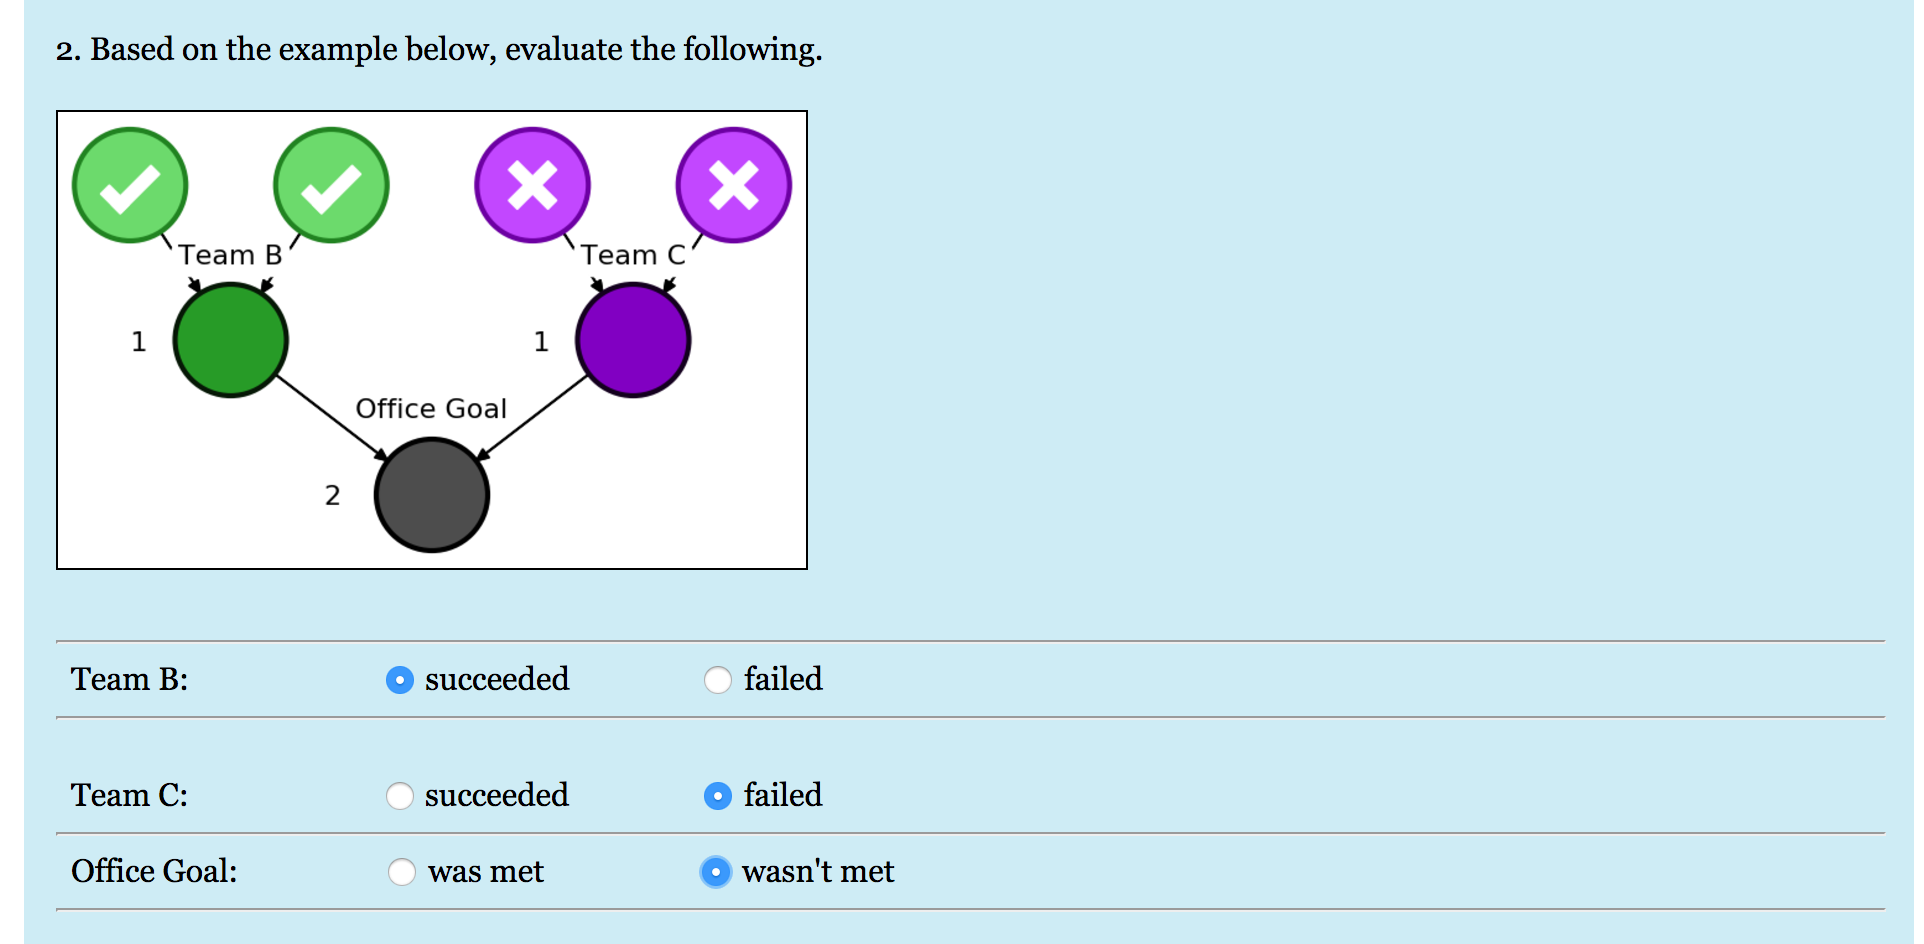 2. Based on the example below, evaluate the following.
Team B
Team C
1
1
Office Goal
2
Team B: succeeded failed
Team C: succeeded failed
Office Goal: was met wasn't met